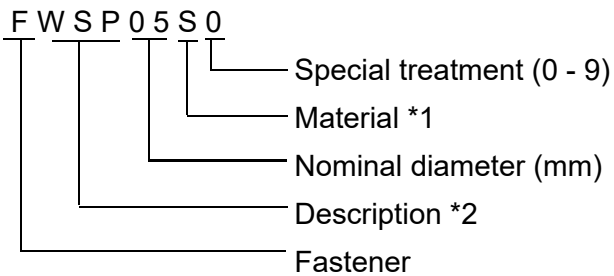 F W S P 0 5 S 0
Special treatment (0 - 9)
Material *1
Nominal diameter (mm)
Description *2
Fastener